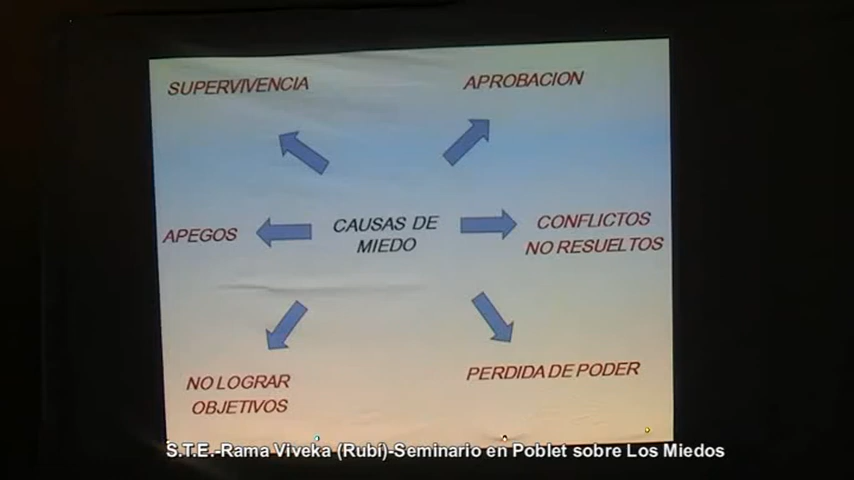 SUPERVIVENCIA
APROBACION
CAUSAS DE
MIEDO
APEGOS
CONFLICTOS
NO RESUELTOS
NO LOGRAR
OBJETIVOS
PERDIDA DE PODER
S.T.E.-Rama Viveka (Rubí)-Seminario en Poblet sobre Los Miedos